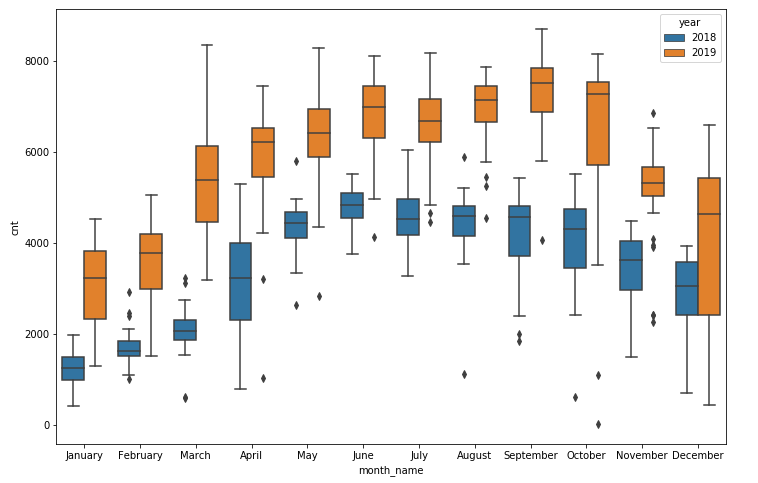 year
2018
2019
8000
6000
4000
2000
0
cnt
January February March April May June July August September October November December
month_name